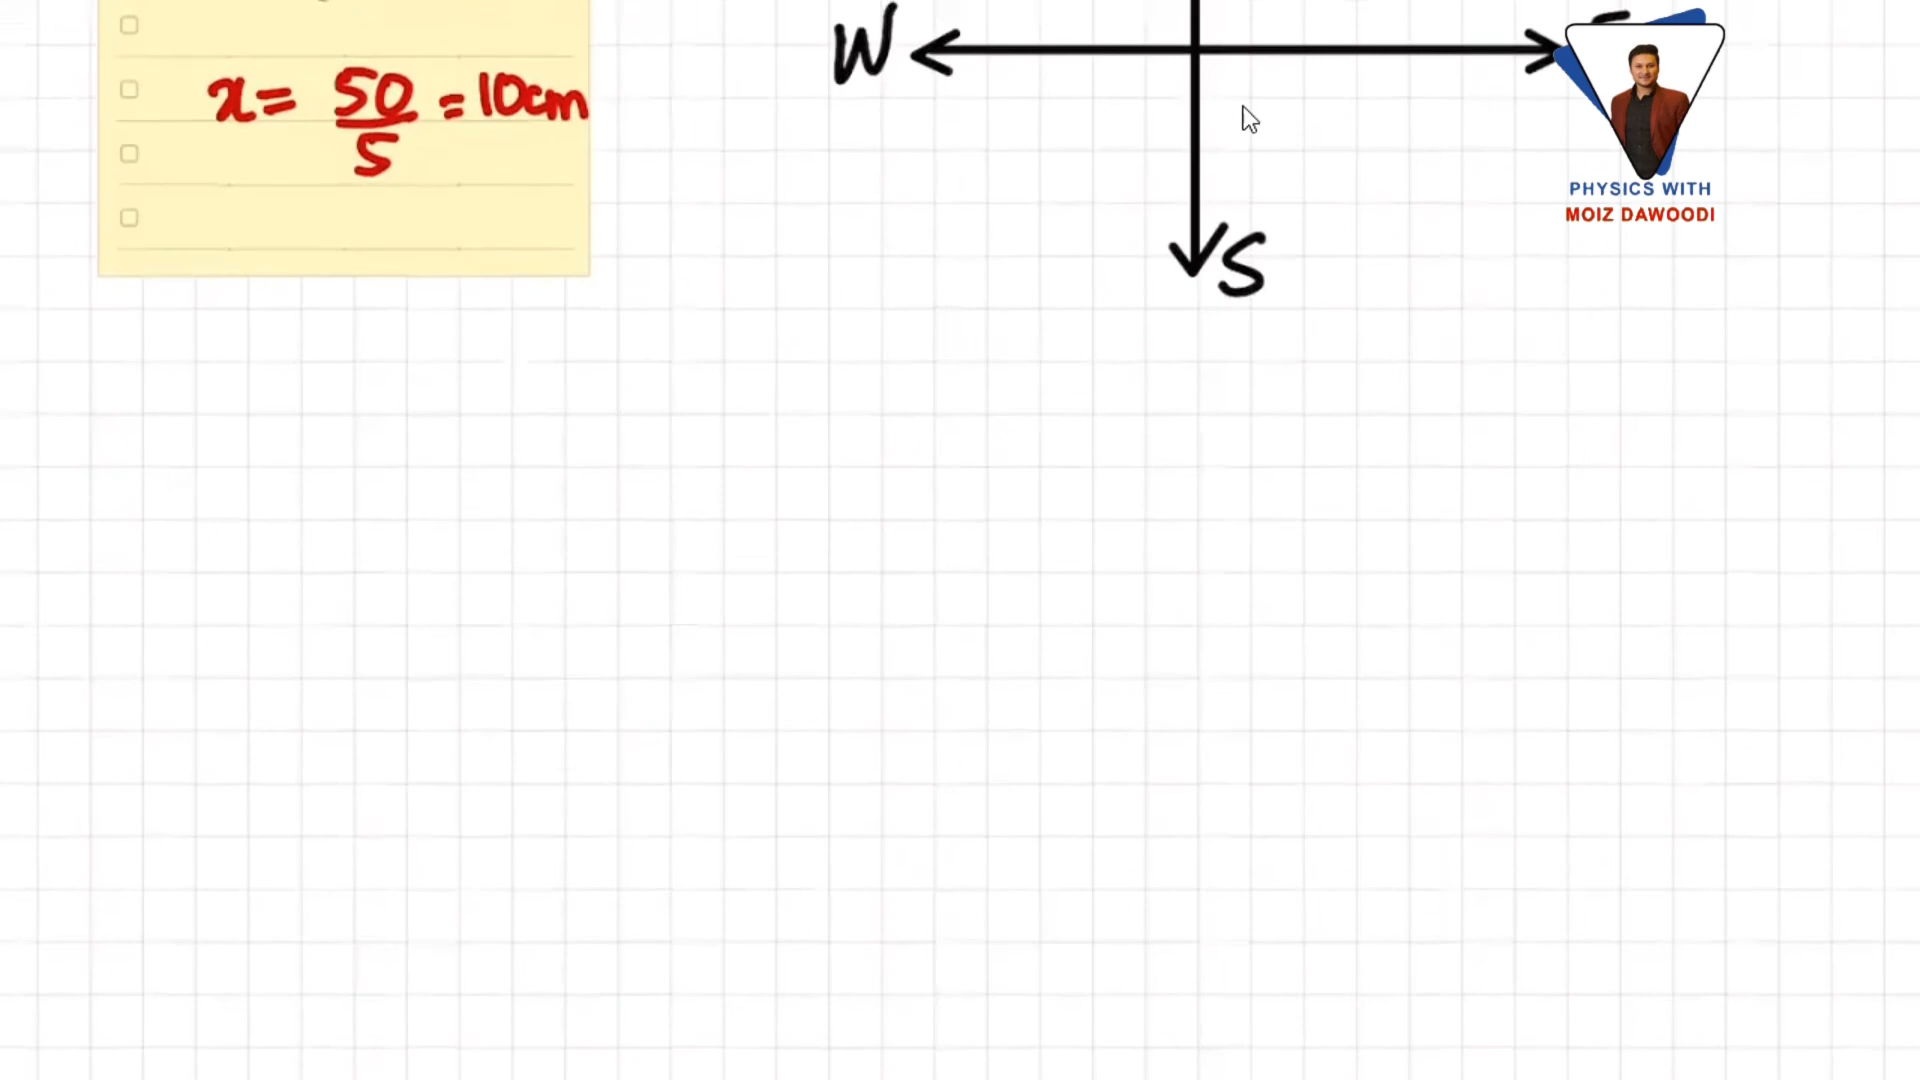 W
x = 50/5 = 10cm
S
PHYSICS WITH
MOIZ DAWOODI